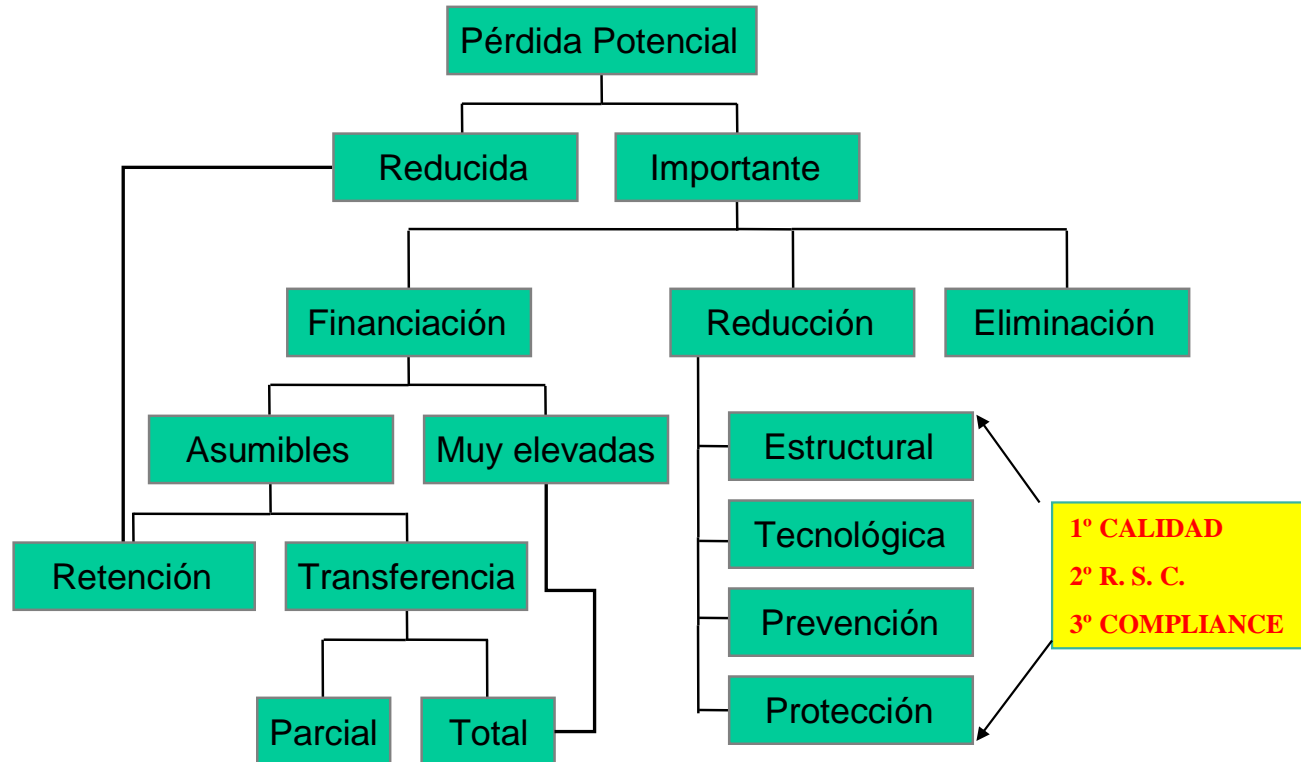 Pérdida Potencial
Reducida
Importante
Financiación
Reducción
Eliminación
Asumibles
Muy elevadas
Estructural
Tecnológica
1º CALIDAD
2º R. S. C.
3º COMPLIANCE
Retención
Transferencia
Prevención
Protección
Parcial
Total